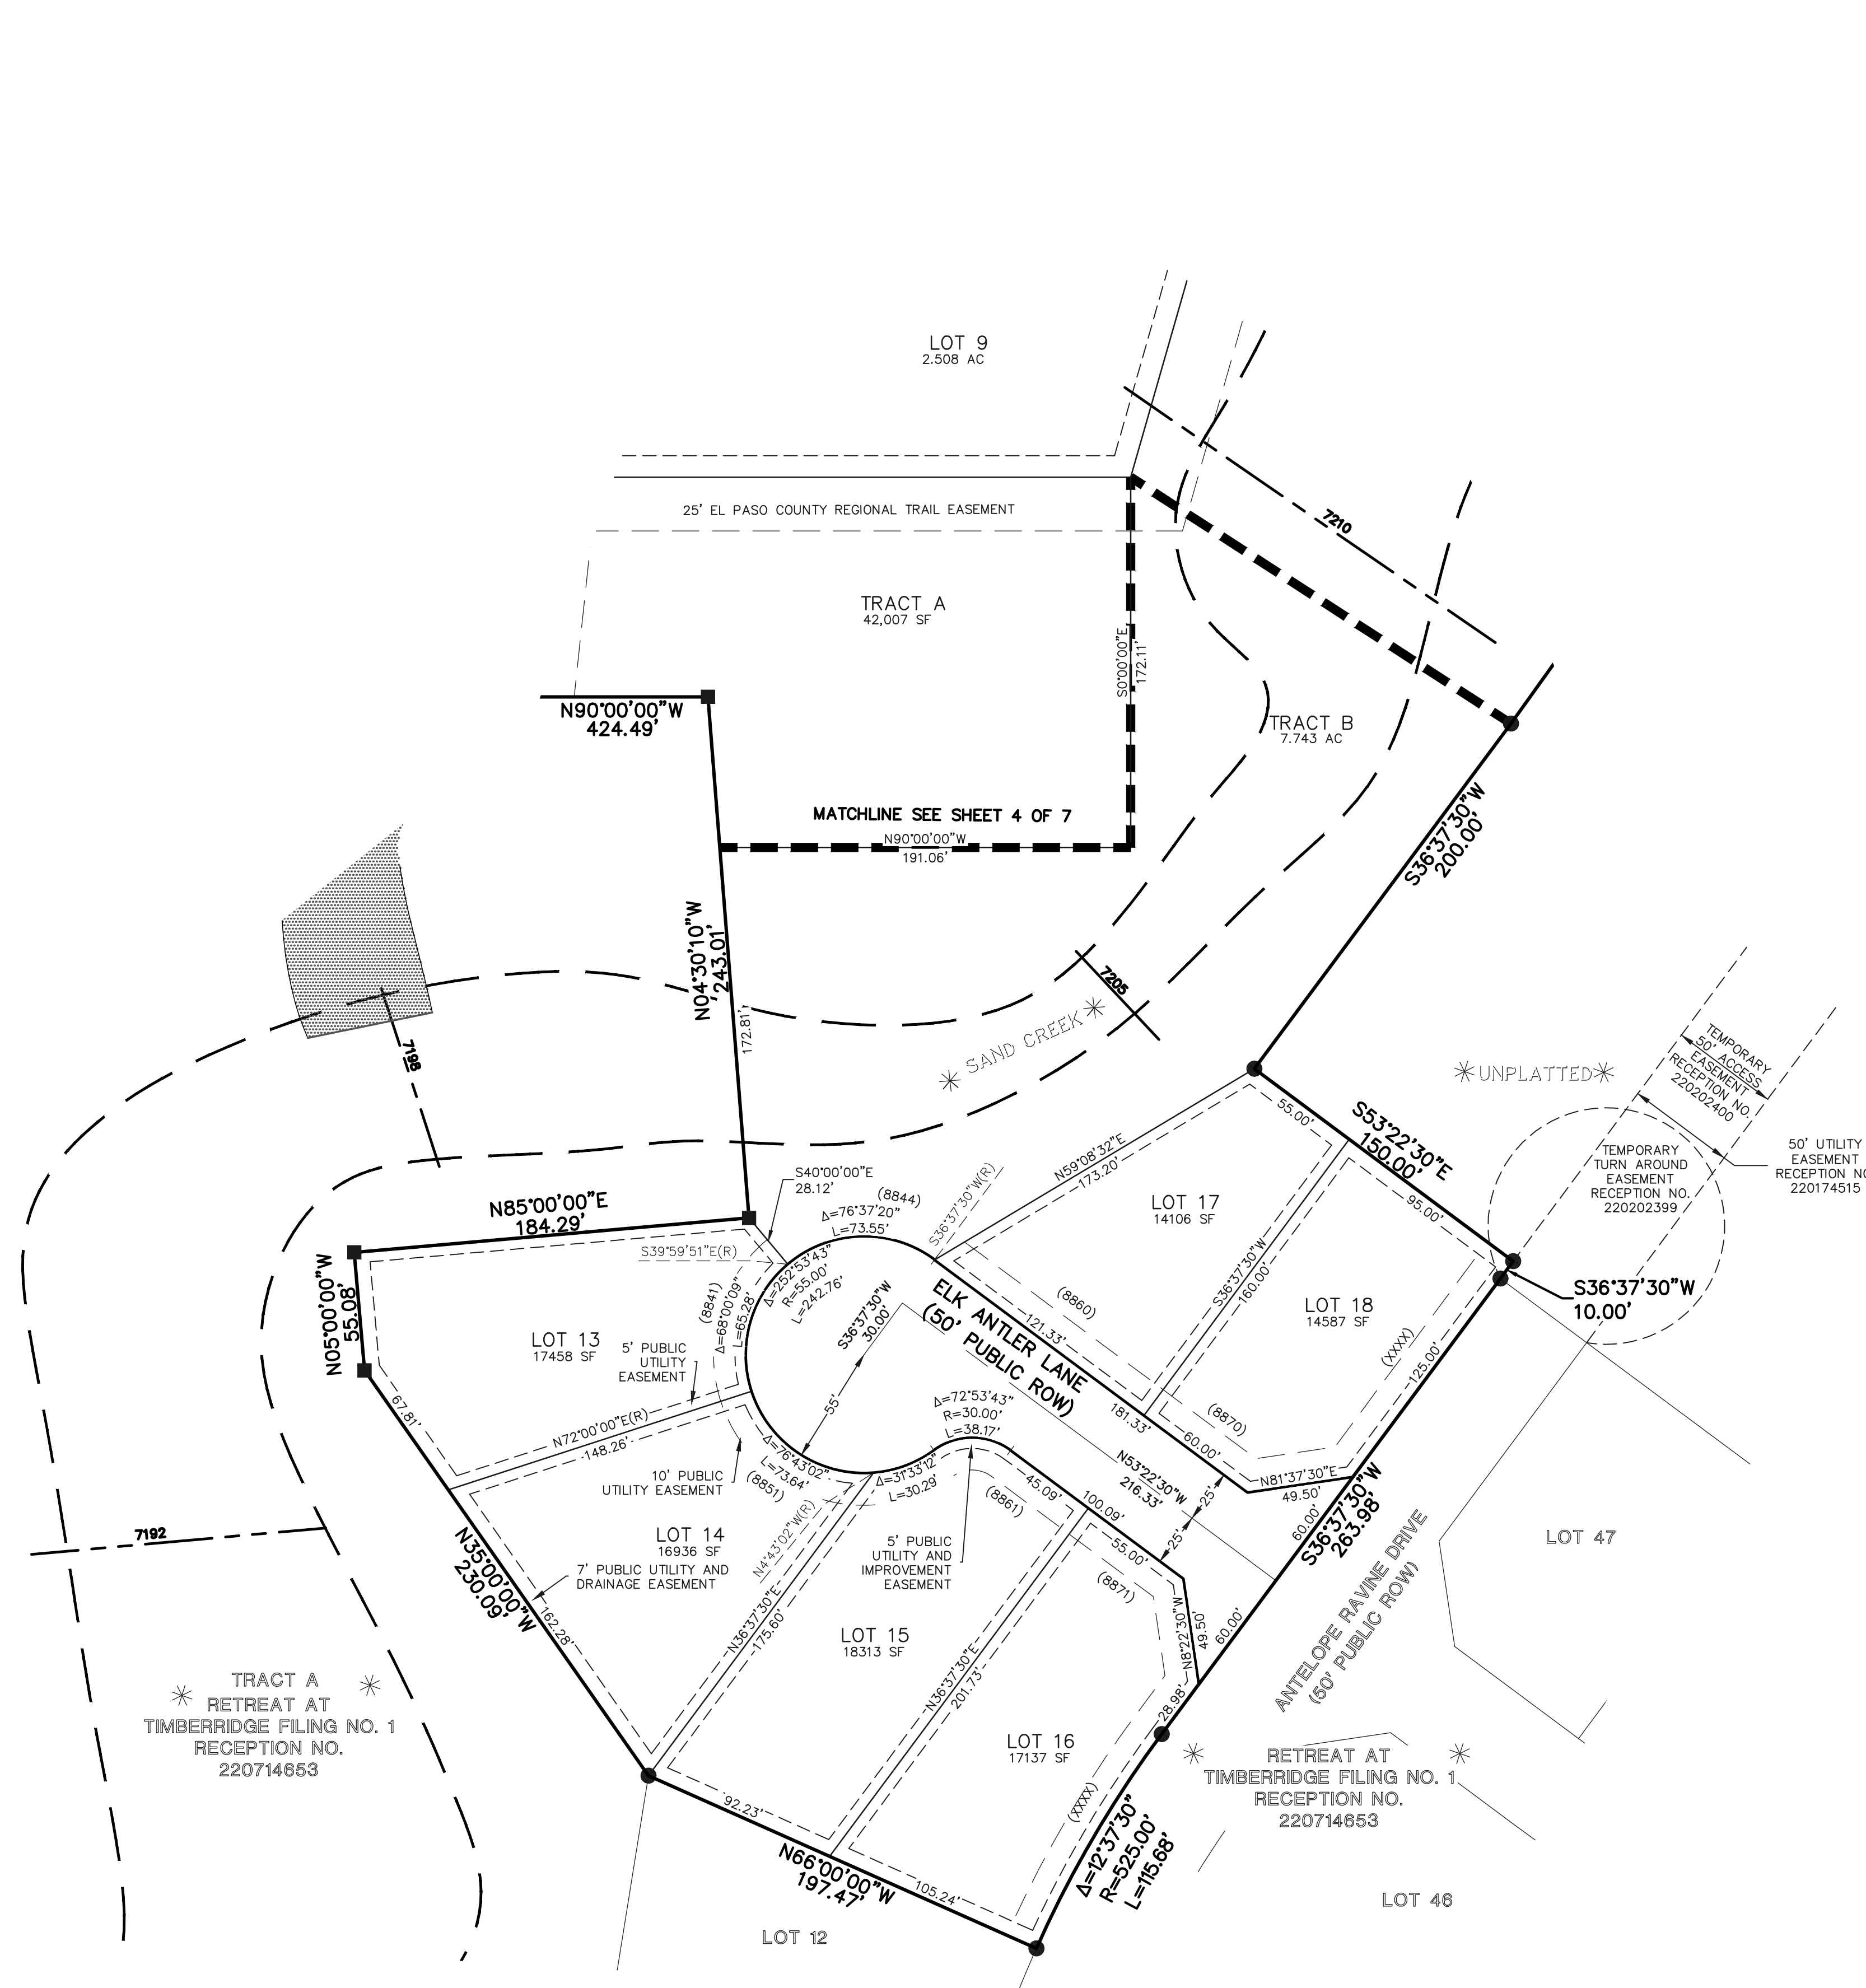 LOT 9
2.508 AC
25' EL PASO COUNTY REGIONAL TRAIL EASEMENT
7210
TRACT A
42,007 SF
S0°00'00"E
172.11'
N90°00'00"W
424.49'
TRACT B
7.743 AC
MATCHLINE SEE SHEET 4 OF 7
N90°00'00"W
191.06'
S36°37'30"W
200.00'
N04°30'10"W
243.01'
172.81'
7205
SAND CREEK
7198
UNPLATTED
TEMPORARY
50' ACCESS
EASEMENT
RECEPTION NO.
220202400
50' UTILITY
EASEMENT
RECEPTION NO
220174515
TEMPORARY
TURN AROUND
EASEMENT
RECEPTION NO.
220202399
S53°22'30"E
150.00'
55.00'
95.00'
N59°08'32"E
173.20'
S40°00'00"E
28.12'
(8844)
Δ=76°37'20"
L=73.55'
S36°37'30"W(R)
N85°00'00"E
184.29'
S39°59'51"E(R)
N05°00'00"W
55.08'
LOT 17
14106 SF
S36°37'30"W
160.00'
LOT 18
14587 SF
S36°37'30"W
10.00'
(XXXX)
125.00'
(8841)
Δ=68°00'09"
L=65.28'
Δ=252°53'43"
R=55.00'
L=242.76'
S36°37'30"W
30.00'
55'
ELK ANTLER LANE
(50' PUBLIC ROW)
(8860)
121.33'
181.33'
(8870)
60.00'
N81°37'30"E
49.50'
LOT 13
17458 SF
5' PUBLIC
UTILITY
EASEMENT
67.81'
N72°00'00"E(R)
148.26'
Δ=72°53'43"
R=30.00'
L=38.17'
Δ=76°43'02"
L=73.64'
(8851)
Δ=31°33'12"
L=30.29'
45.09'
(8861)
100.09'
N53°22'30"W
216.33'
25'
25'
60.00'
S36°37'30"W
263.98'
10' PUBLIC
UTILITY EASEMENT
N4°43'02"W(R)
LOT 14
16936 SF
7' PUBLIC UTILITY AND
DRAINAGE EASEMENT
5' PUBLIC
UTILITY AND
IMPROVEMENT
EASEMENT
55.00'
(8871)
N8°22'30"W
49.50'
60.00'
28.98'
ANTELOPE RAVINE DRIVE
(50' PUBLIC ROW)
LOT 47
7192
N35°00'00"W
230.09'
162.28'
N36°37'30"E
175.60'
LOT 15
18313 SF
N36°37'30"E
201.73'
LOT 16
17137 SF
(XXXX)
TRACT A
RETREAT AT
TIMBERRIDGE FILING NO. 1
RECEPTION NO.
220714653
RETREAT AT
TIMBERRIDGE FILING NO. 1
RECEPTION NO.
220714653
92.23'
N66°00'00"W
197.47'
105.24'
Δ=12°37'30"
R=525.00'
L=115.68'
LOT 12
LOT 46